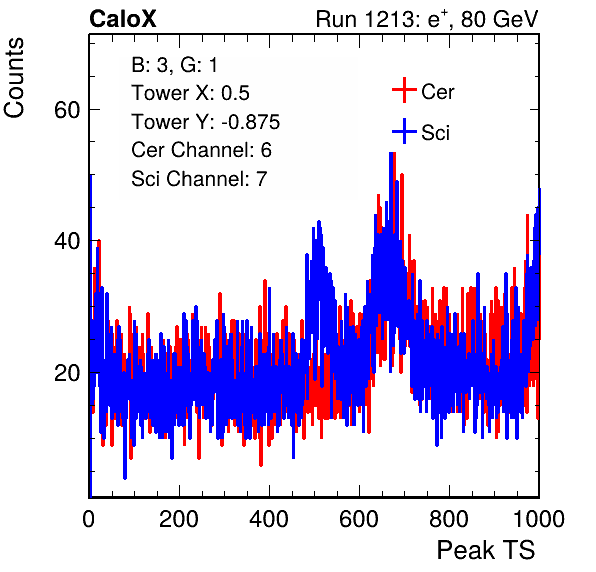 CaloX Run 1213: e⁺, 80 GeV
Counts
B: 3, G: 1
Tower X: 0.5
Tower Y: -0.875
Cer Channel: 6
Sci Channel: 7
Cer
Sci
60
40
20
0 200 400 600 800 1000
Peak TS